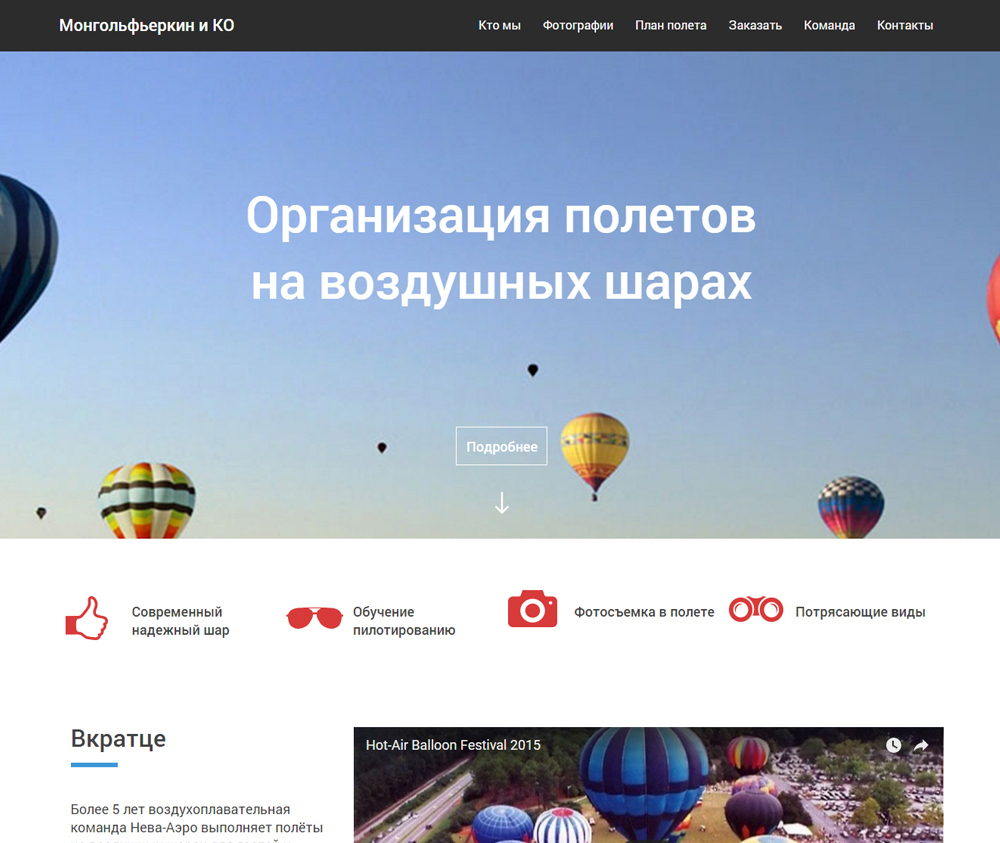 Монгольфьеркин и КО
Кто мы Фотографии План полета Заказать Команда Контакты
Организация полетов
на воздушных шарах
Подробнее
Современный
надежный шар
Обучение
пилотированию
Фотосъемка в полете
Потрясающие виды
Вкратце
Hot-Air Balloon Festival 2015
Более 5 лет воздухоплавательная
команда Нева-Аэро выполняет полёты